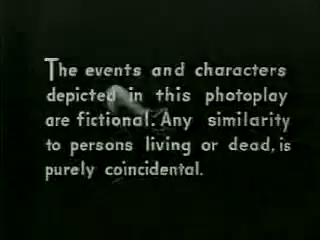 The events and characters
depicted in this photoplay
are fictional. Any similarity
to persons living or dead, is
purely coincidental.